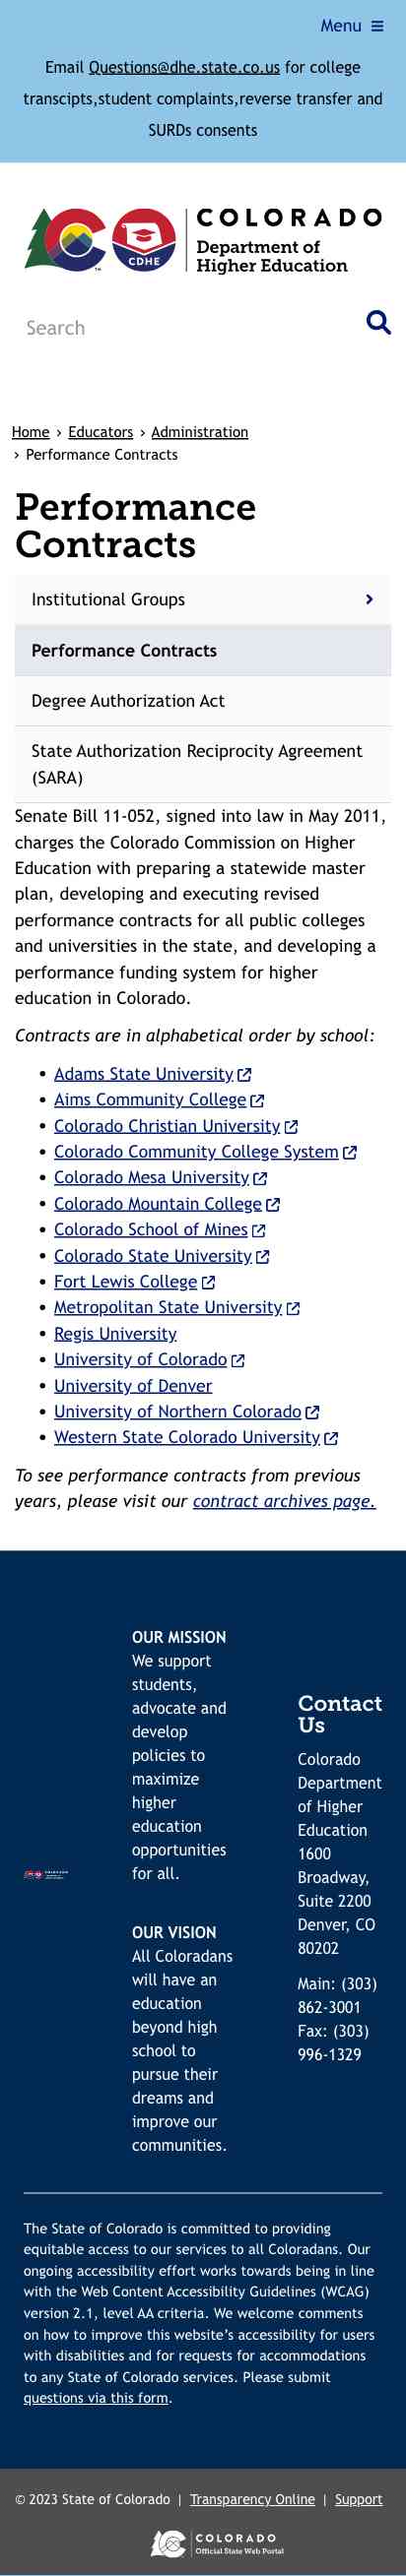 Menu
Email Questions@dhe.state.co.us for college
transcipts,student complaints,reverse transfer and
SURDs consents
COLORADO
Department of
Higher Education
CDHE
TM
Search
Home › Educators › Administration
› Performance Contracts
Performance
Contracts
Institutional Groups
Performance Contracts
Degree Authorization Act
State Authorization Reciprocity Agreement
(SARA)
Senate Bill 11-052, signed into law in May 2011,
charges the Colorado Commission on Higher
Education with preparing a statewide master
plan, developing and executing revised
performance contracts for all public colleges
and universities in the state, and developing a
performance funding system for higher
education in Colorado.
Contracts are in alphabetical order by school:
• Adams State University
• Aims Community College
• Colorado Christian University
• Colorado Community College System
• Colorado Mesa University
• Colorado Mountain College
• Colorado School of Mines
• Colorado State University
• Fort Lewis College
• Metropolitan State University
• Regis University
• University of Colorado
• University of Denver
• University of Northern Colorado
• Western State Colorado University
To see performance contracts from previous
years, please visit our contract archives page.
OUR MISSION
We support
students,
advocate and
develop
policies to
maximize
higher
education
opportunities
for all.
OUR VISION
All Coloradans
will have an
education
beyond high
school to
pursue their
dreams and
improve our
communities.
Contact
Us
Colorado
Department
of Higher
Education
1600
Broadway,
Suite 2200
Denver, CO
80202
Main: (303)
862-3001
Fax: (303)
996-1329
The State of Colorado is committed to providing
equitable access to our services to all Coloradans. Our
ongoing accessibility effort works towards being in line
with the Web Content Accessibility Guidelines (WCAG)
version 2.1, level AA criteria. We welcome comments
on how to improve this website’s accessibility for users
with disabilities and for requests for accommodations
to any State of Colorado services. Please submit
questions via this form.
© 2023 State of Colorado | Transparency Online | Support
COLORADO
Official State Web Portal